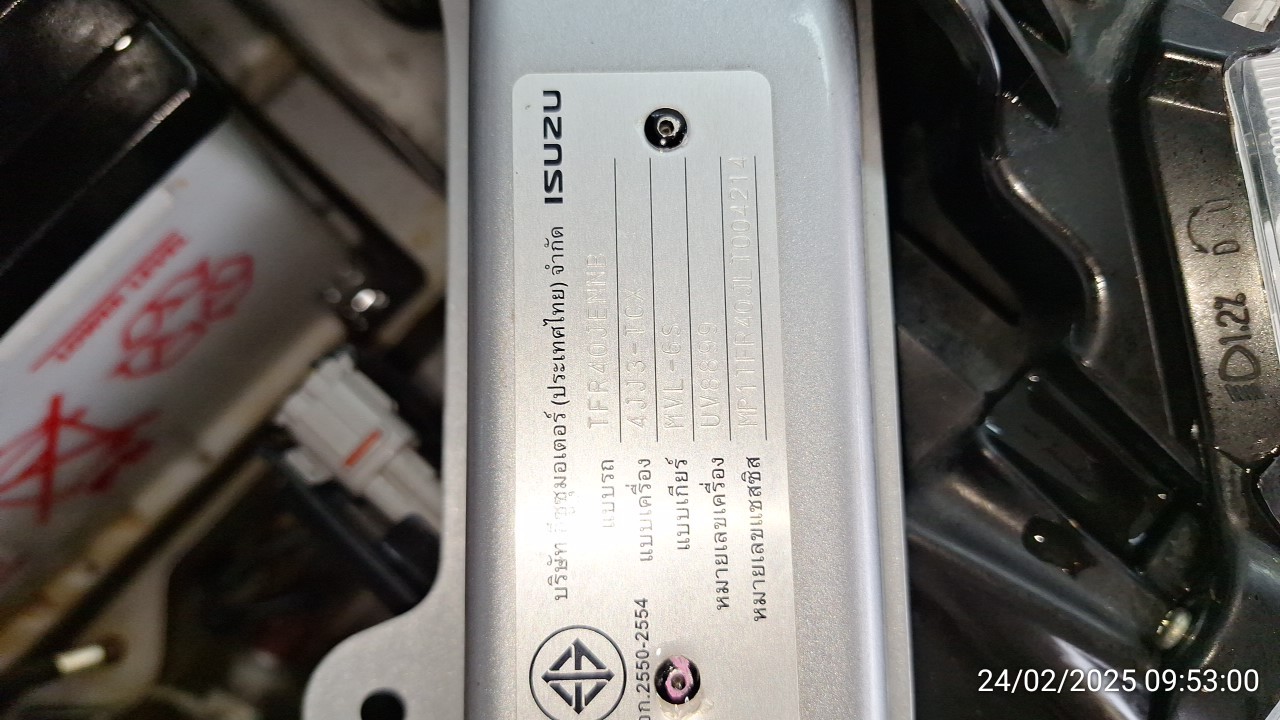 ISUZU
บริษัท อีซูซุมอเตอร์ (ประเทศไทย) จำกัด
แบบรถ TFR40JENNB
แบบเครื่อง 4JJ3-TCX
แบบเกียร์ MVL-6S
หมายเลขเครื่อง
หมายเลขแชสซิส MP1TFR40JLT004214
มอก.2550-2554
1.2%
24/02/2025 09:53:00